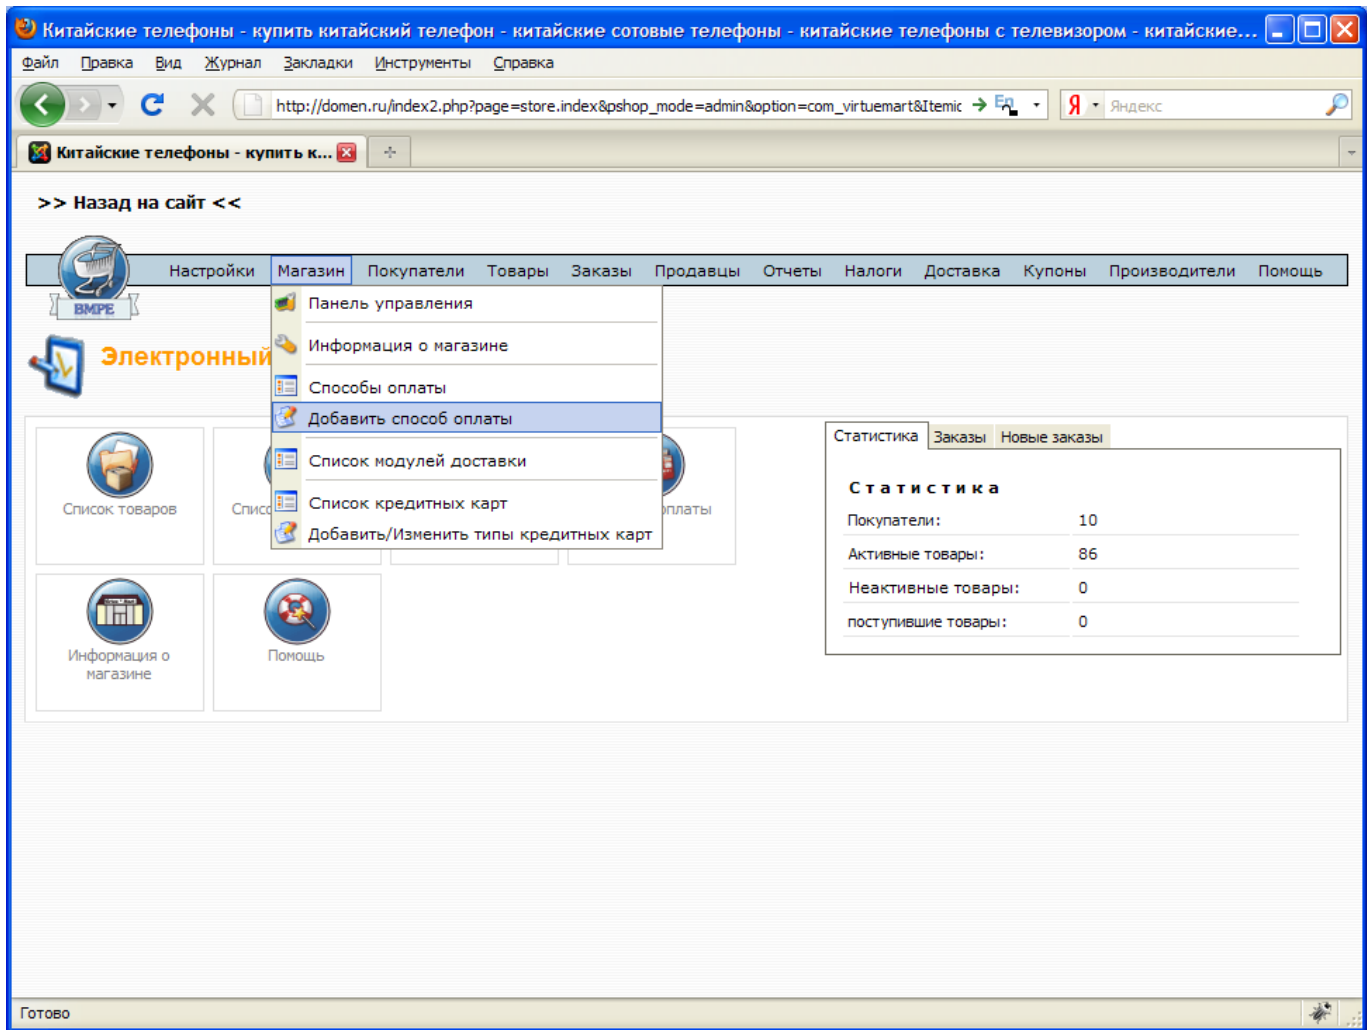 Китайские телефоны - купить китайский телефон - китайские сотовые телефоны - китайские телефоны с телевизором - китайские...
Файл Правка Вид Журнал Закладки Инструменты Справка
http://domen.ru/index2.php?page=store.index&pshop_mode=admin&option=com_virtuemart&Itemic
Я Яндекс
Китайские телефоны - купить к...
>> Назад на сайт <<
Настройки Магазин Покупатели Товары Заказы Продавцы Отчеты Налоги Доставка Купоны Производители Помощь
BMPE
Панель управления
Информация о магазине
Способы оплаты
Добавить способ оплаты
Список модулей доставки
Список кредитных карт
Добавить/Изменить типы кредитных карт
Электронный
Список товаров
оплаты
Информация о
магазине
Помощь
Статистика Заказы Новые заказы
Статистика
Покупатели: 10
Активные товары: 86
Неактивные товары: 0
поступившие товары: 0
Готово